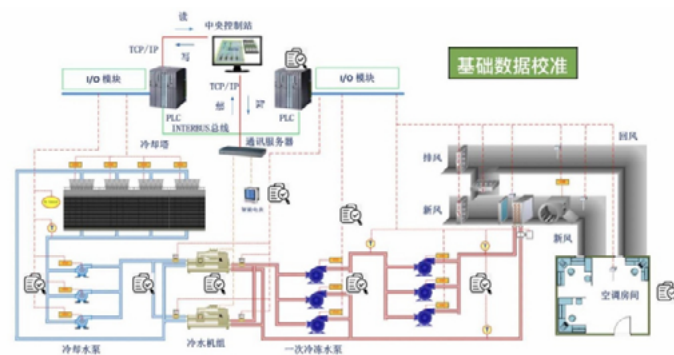 读
中央控制站
TCP/IP
写
基础数据校准
I/O 模块
TCP/IP
I/O 模块
读
写
PLC
PLC
INTERBUS总线
通讯服务器
冷却塔
回风
排风
新风
新风
空调房间
冷却水泵
冷水机组
一次冷冻水泵